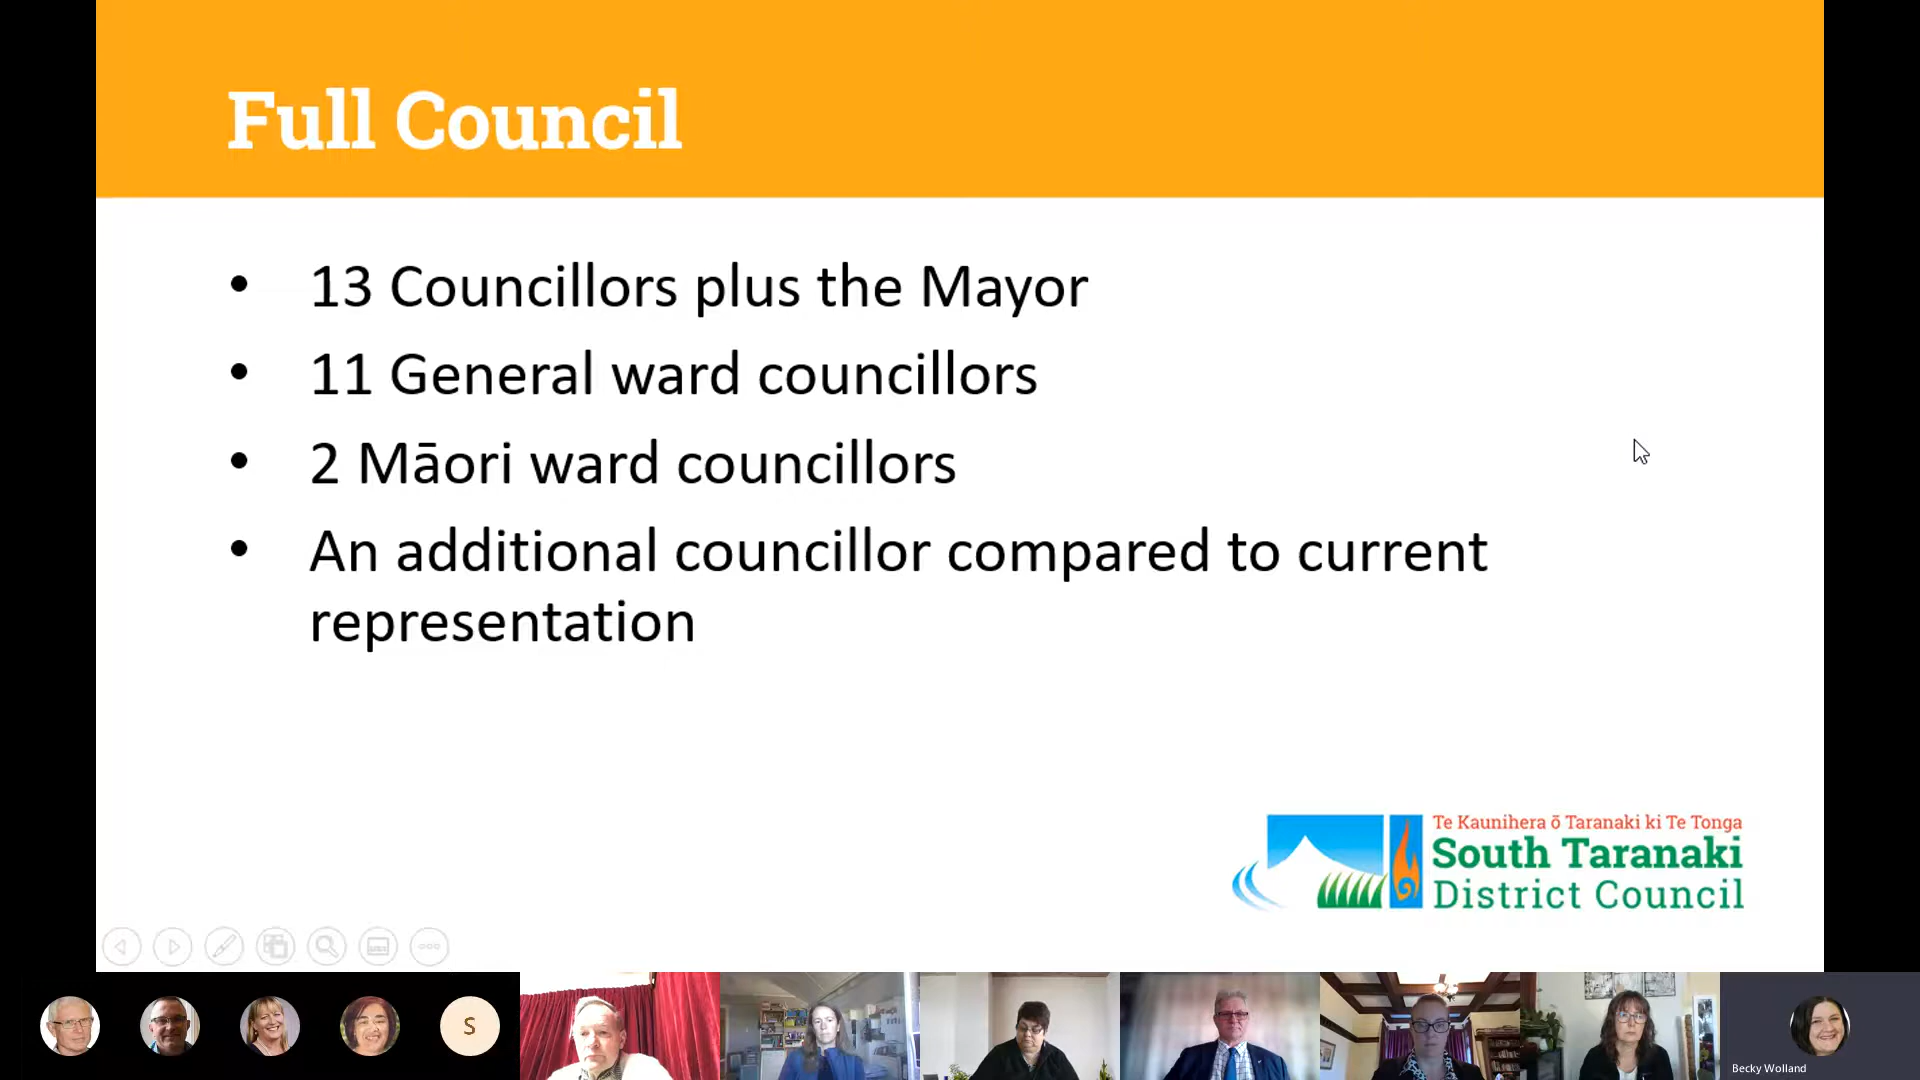 Full Council
• 13 Councillors plus the Mayor
• 11 General ward councillors
• 2 Māori ward councillors
• An additional councillor compared to current
representation
Te Kaunihera ō Taranaki ki Te Tonga
South Taranaki
District Council
S
Becky Wolland